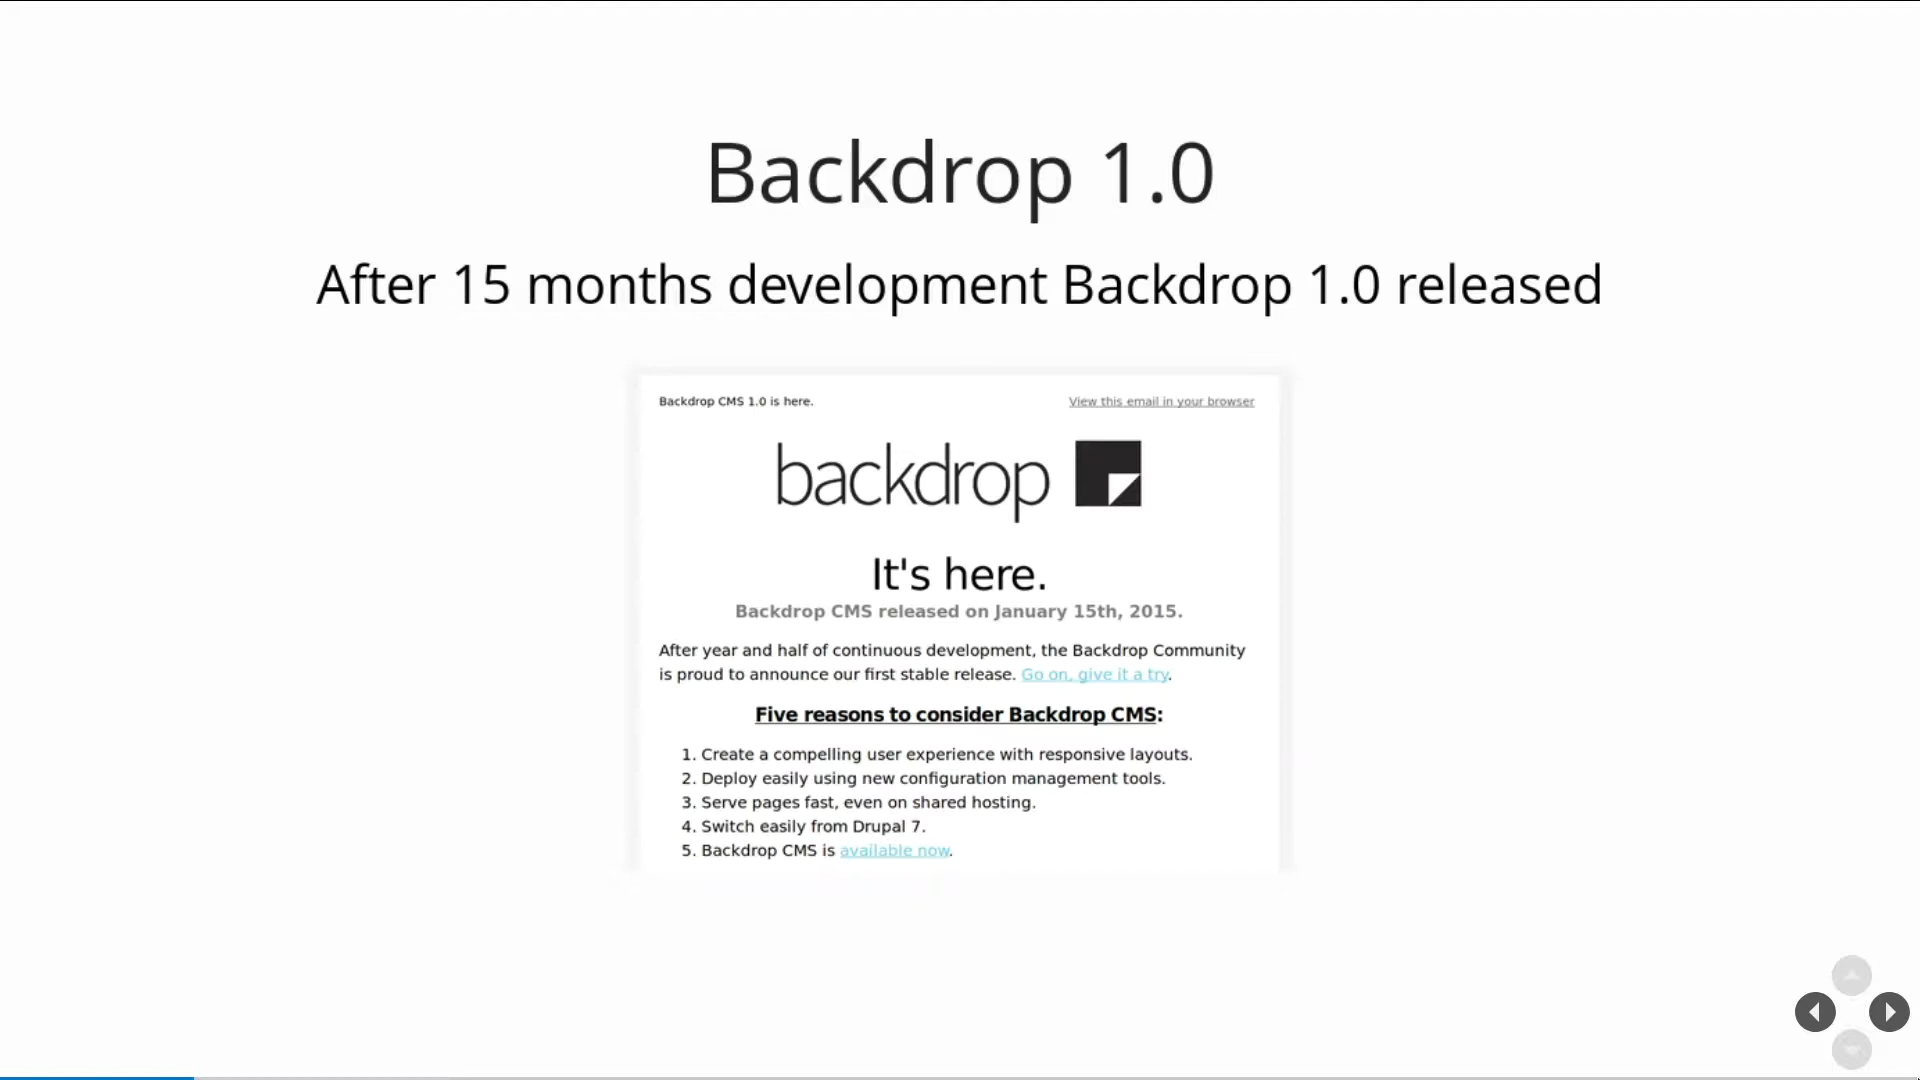 Backdrop 1.0
After 15 months development Backdrop 1.0 released
Backdrop CMS 1.0 is here.
View this email in your browser
backdrop
It's here.
Backdrop CMS released on January 15th, 2015.
After year and half of continuous development, the Backdrop Community
is proud to announce our first stable release. Go on, give it a try.
Five reasons to consider Backdrop CMS:
1. Create a compelling user experience with responsive layouts.
2. Deploy easily using new configuration management tools.
3. Serve pages fast, even on shared hosting.
4. Switch easily from Drupal 7.
5. Backdrop CMS is available now.